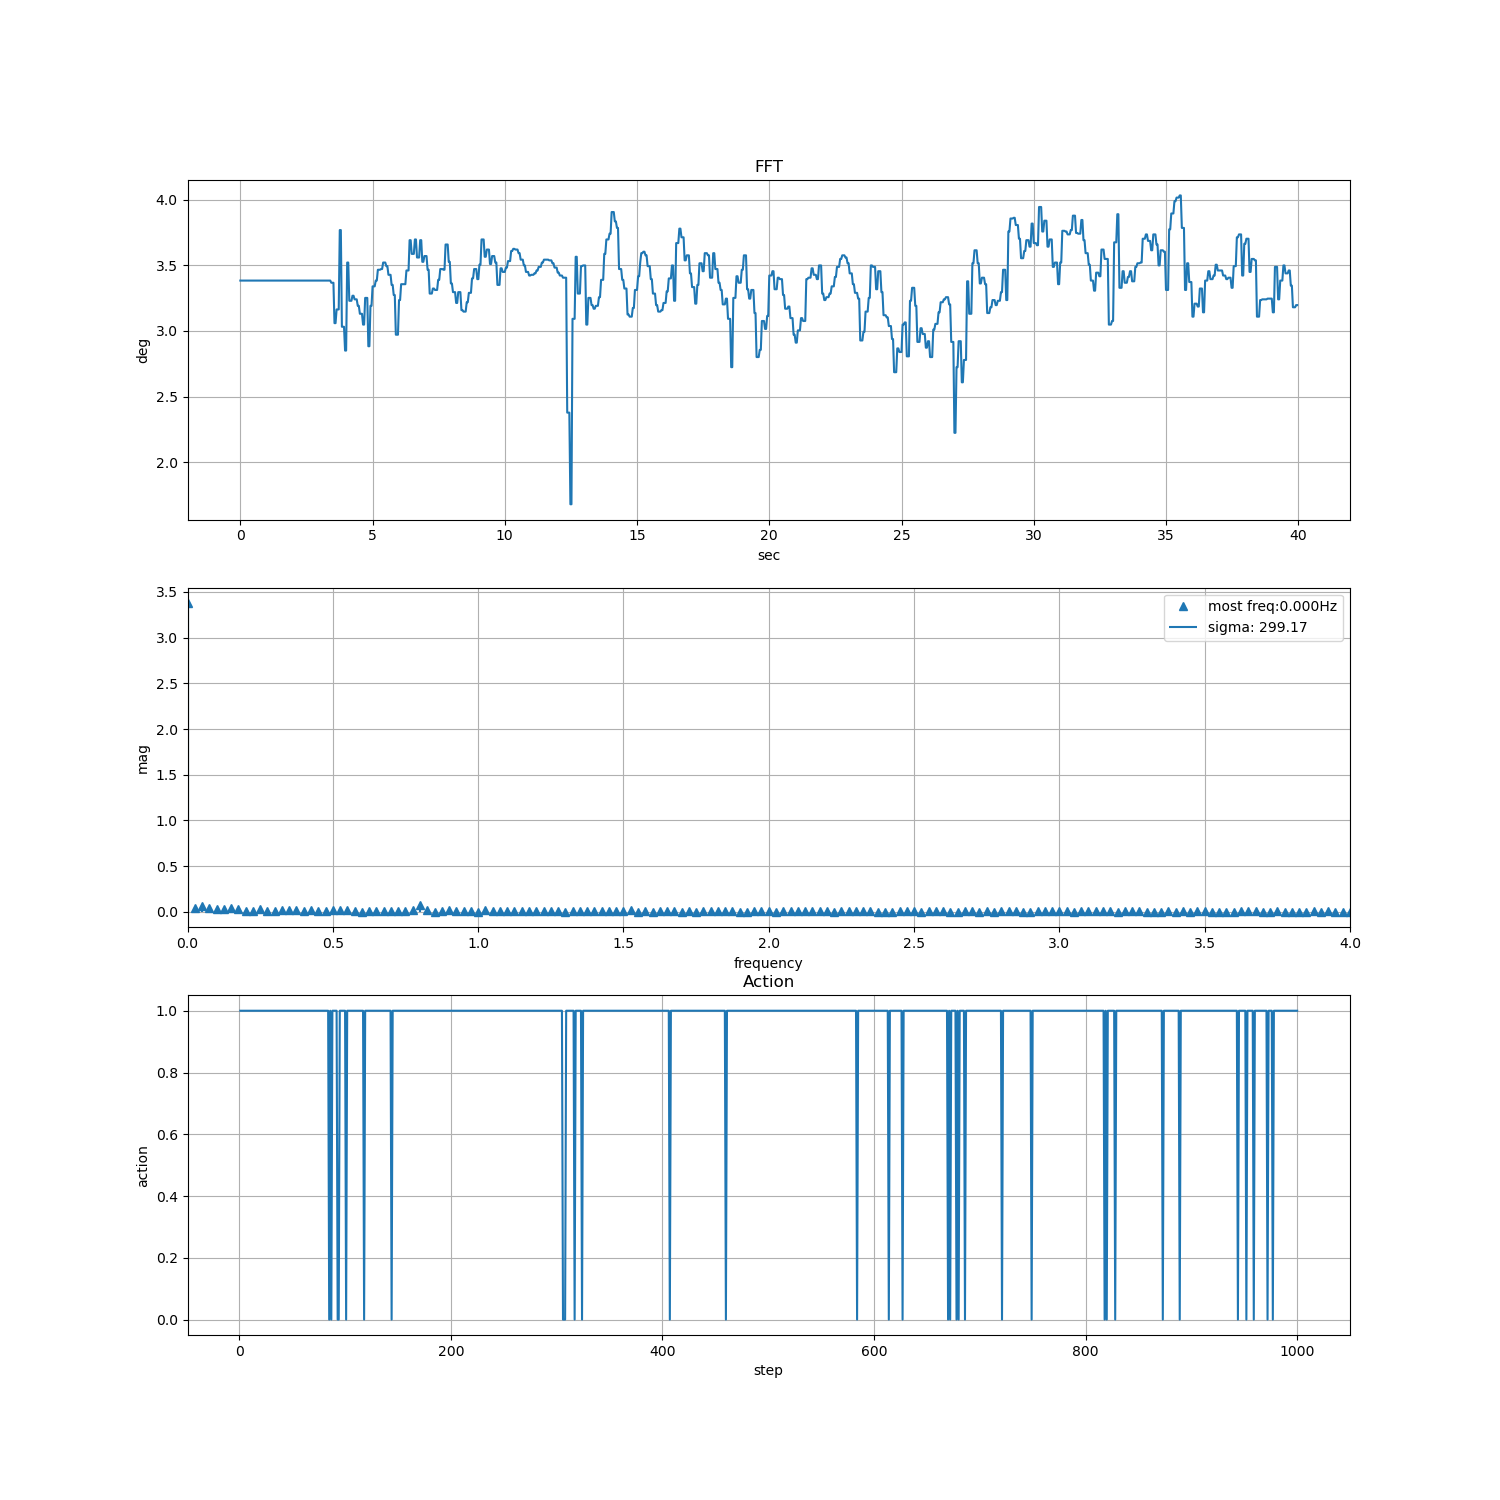 FFT
4.0
3.5
3.0
2.5
2.0
deg
0 5 10 15 20 25 30 35 40
sec
3.5
3.0
2.5
2.0
1.5
1.0
0.5
0.0
mag
most freq:0.000Hz
sigma: 299.17
0.0 0.5 1.0 1.5 2.0 2.5 3.0 3.5 4.0
frequency
Action
1.0
0.8
0.6
0.4
0.2
0.0
action
0 200 400 600 800 1000
step